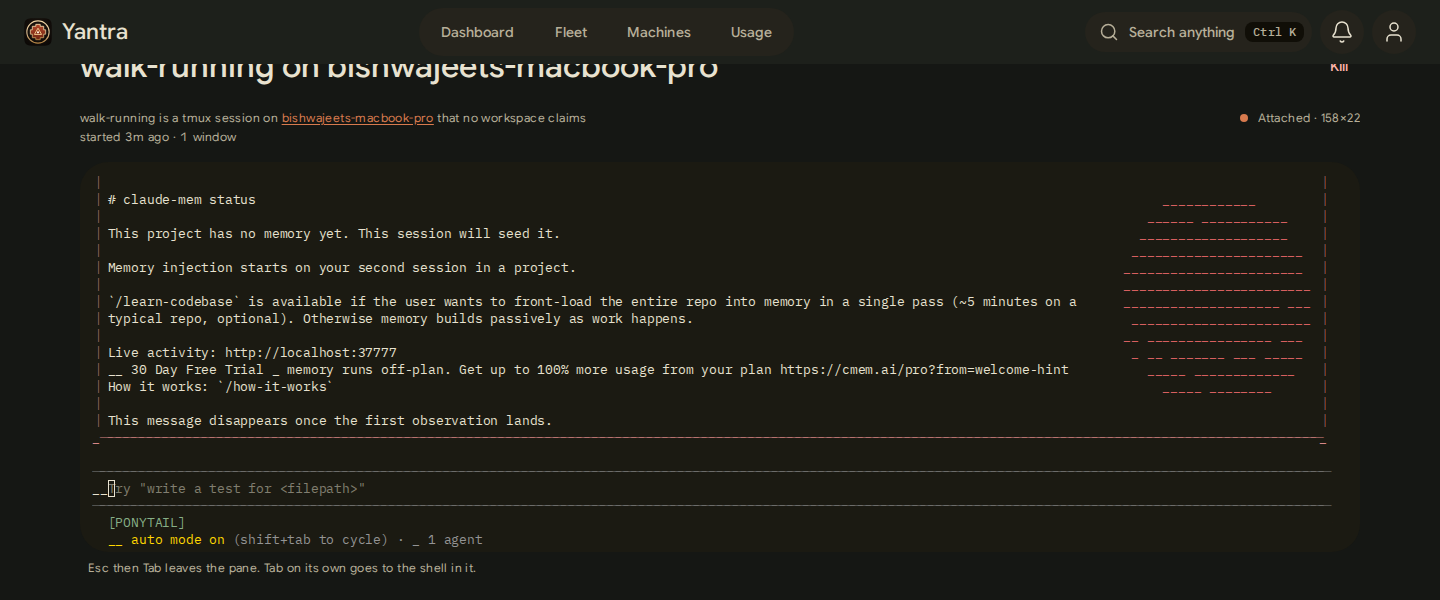 Yantra
Dashboard Fleet Machines Usage
Search anything Ctrl K
walk-running on bishwajeets-macbook-pro
Kill
walk-running is a tmux session on bishwajeets-macbook-pro that no workspace claims
started 3m ago · 1 window
Attached · 158×22
# claude-mem status
This project has no memory yet. This session will seed it.
Memory injection starts on your second session in a project.
`/learn-codebase` is available if the user wants to front-load the entire repo into memory in a single pass (~5 minutes on a
typical repo, optional). Otherwise memory builds passively as work happens.
Live activity: http://localhost:37777
__ 30 Day Free Trial _ memory runs off-plan. Get up to 100% more usage from your plan https://cmem.ai/pro?from=welcome-hint
How it works: `/how-it-works`
This message disappears once the first observation lands.
__Try "write a test for <filepath>"
[PONYTAIL]
__ auto mode on (shift+tab to cycle) · _ 1 agent
Esc then Tab leaves the pane. Tab on its own goes to the shell in it.